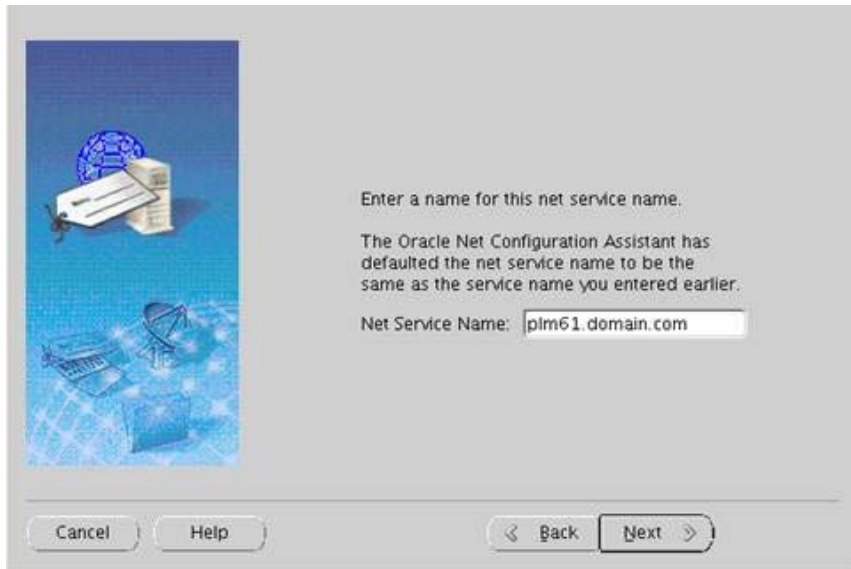 Enter a name for this net service name.
The Oracle Net Configuration Assistant has
defaulted the net service name to be the
same as the service name you entered earlier.
Net Service Name: plm61.domain.com
Cancel Help Back Next